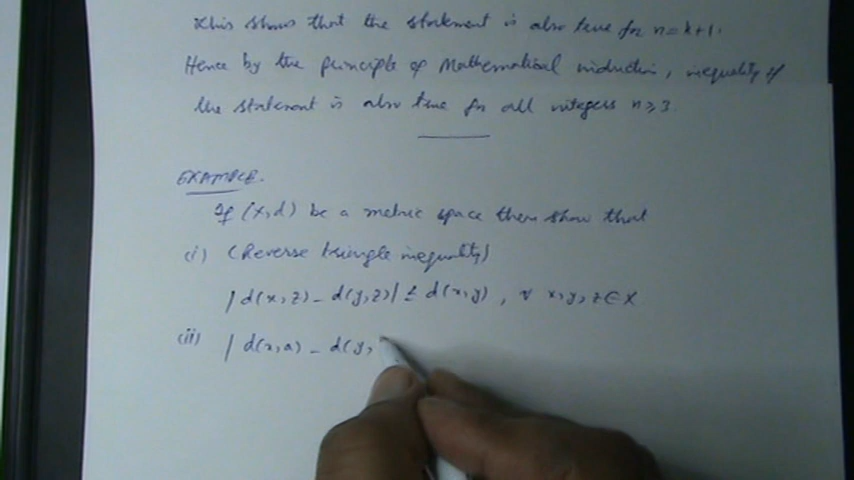 This shows that the statement is also true for n=k+1.
Hence by the principle of Mathematical induction, inequality of
the statement is also true for all integers n≥3
EXAMPLE.
If (X,d) be a metric space then show that
(i) (Reverse triangle inequality)
|d(x,z) – d(y,z)| ≤ d(x,y), ∀ x,y,z∈X
(ii) | d(x,a) – d(y,